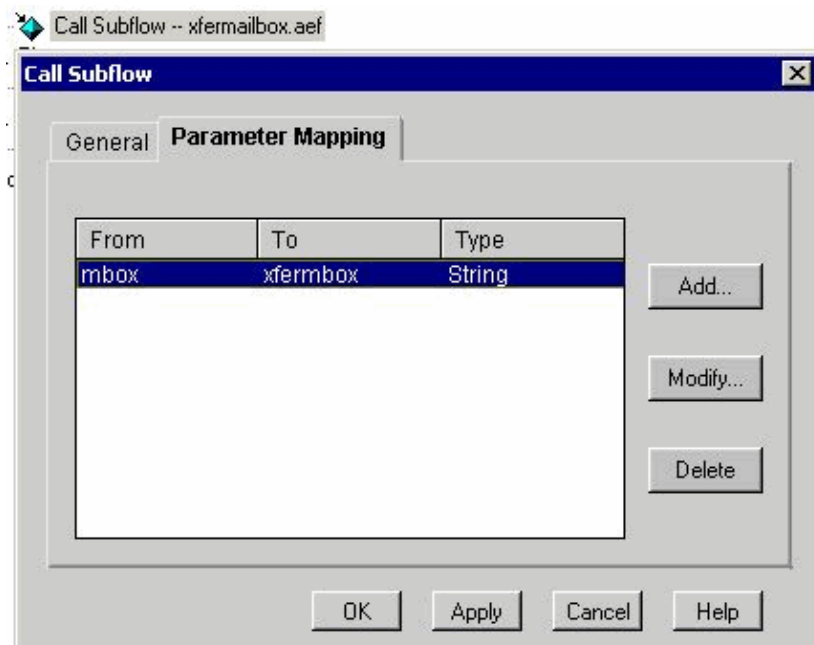 Call Subflow -- xfermailbox.aef
Call Subflow
General Parameter Mapping
From To Type
mbox xfermbox String
Add...
Modify...
Delete
OK Apply Cancel Help